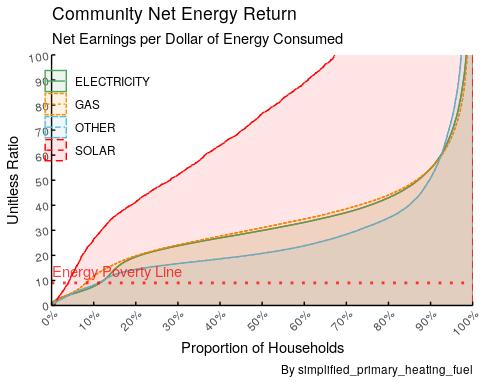 Community Net Energy Return
Net Earnings per Dollar of Energy Consumed
Unitless Ratio
100
90
80
70
60
50
40
30
20
10
0
ELECTRICITY
GAS
OTHER
SOLAR
Energy Poverty Line
0% 10% 20% 30% 40% 50% 60% 70% 80% 90% 100%
Proportion of Households
By simplified_primary_heating_fuel